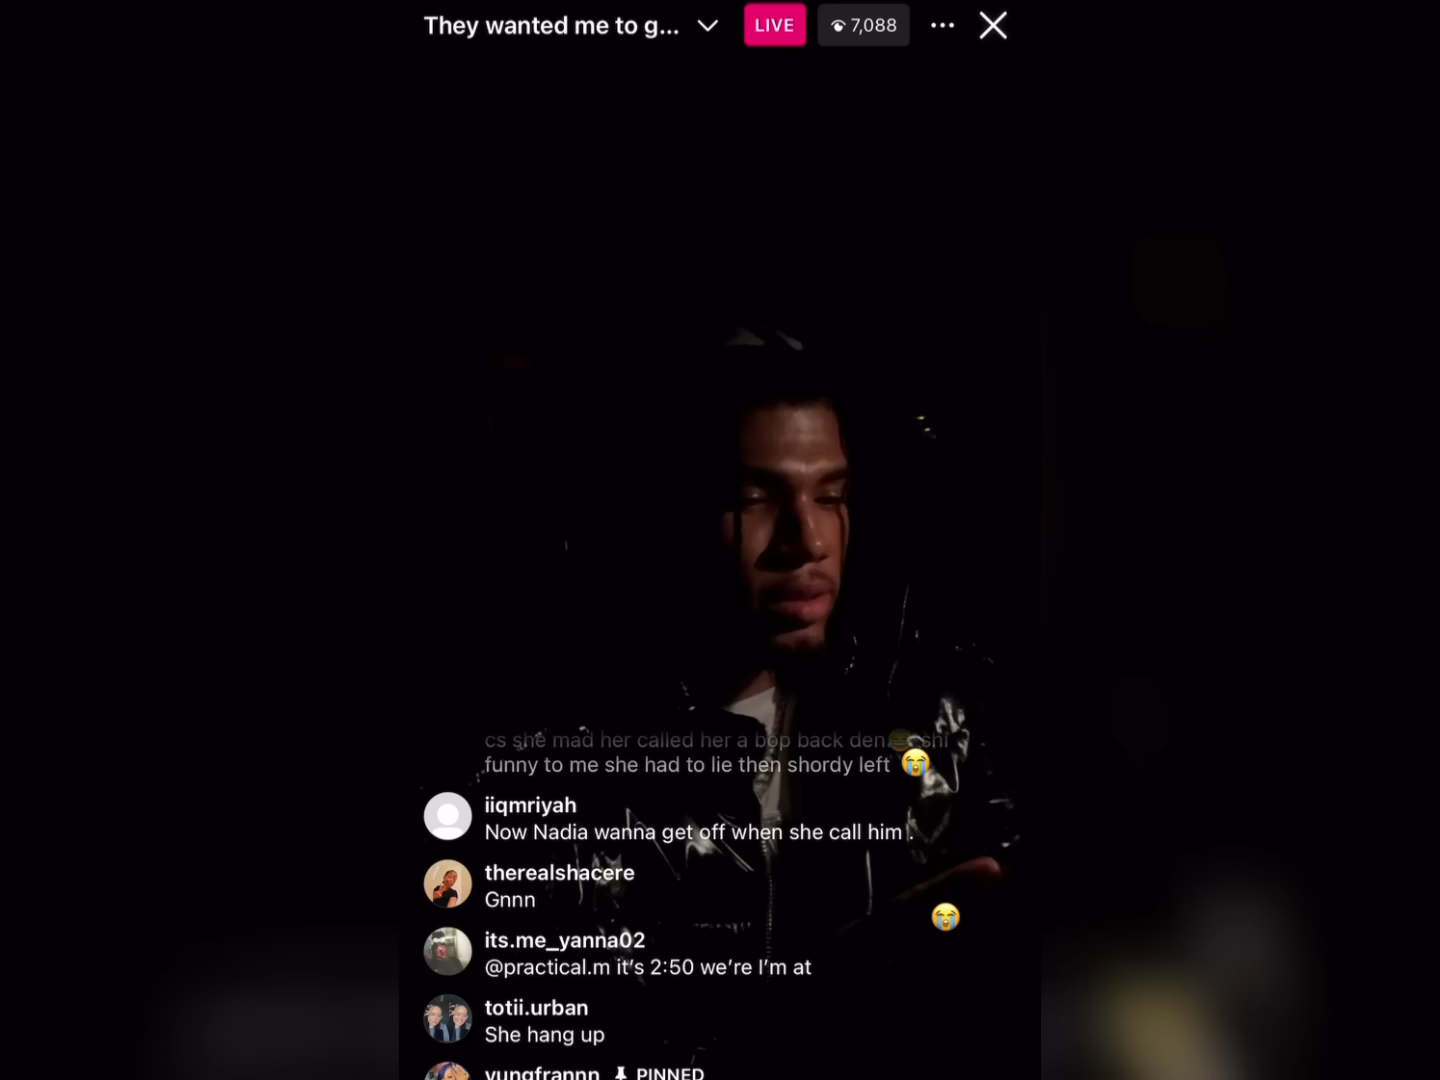 They wanted me to g...
LIVE
7,088
cs she mad her called her a bop back den 😂 shi
funny to me she had to lie then shordy left 😭
iiqmriyah
Now Nadia wanna get off when she call him .
therealshacere
Gnnn
its.me_yanna02
@practical.m it’s 2:50 we’re I’m at
totii.urban
She hang up
yungfrannn PINNED